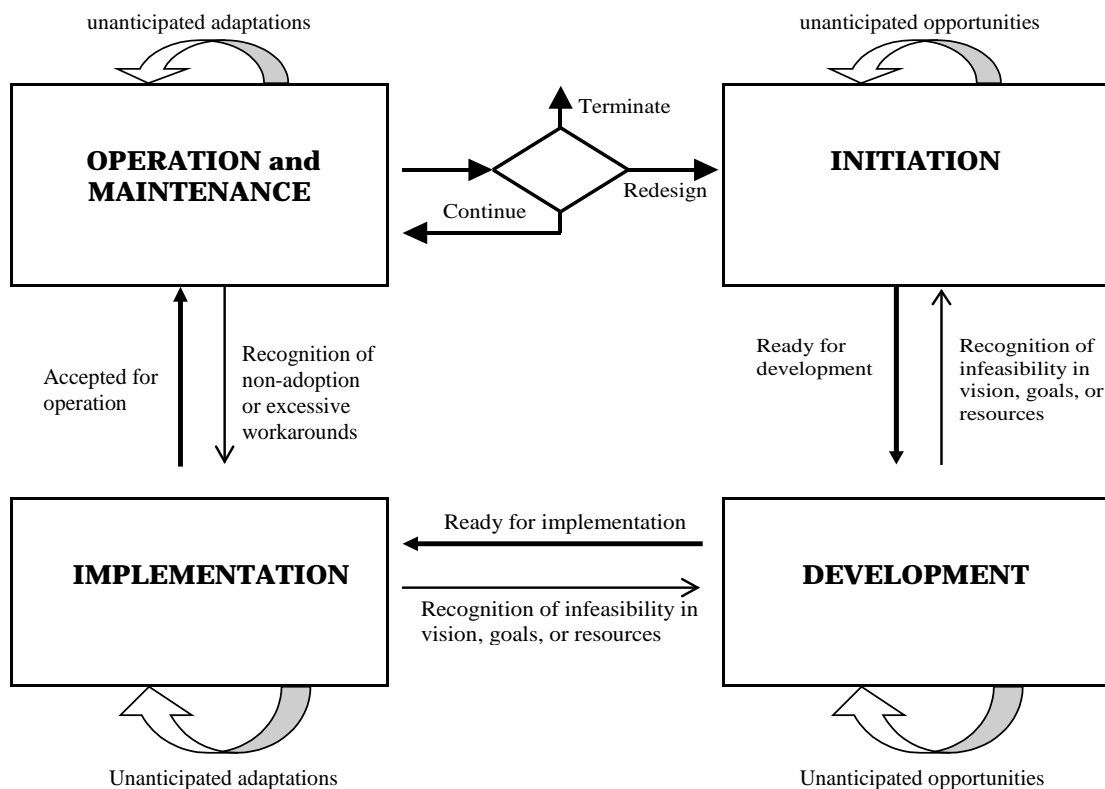 unanticipated adaptations
unanticipated opportunities
Terminate
OPERATION and
MAINTENANCE
INITIATION
Redesign
Continue
Accepted for
operation
Recognition of
non-adoption
or excessive
workarounds
Ready for
development
Recognition of
infeasibility in
vision, goals, or
resources
Ready for implementation
IMPLEMENTATION
DEVELOPMENT
Recognition of infeasibility in
vision, goals, or resources
Unanticipated adaptations
Unanticipated opportunities